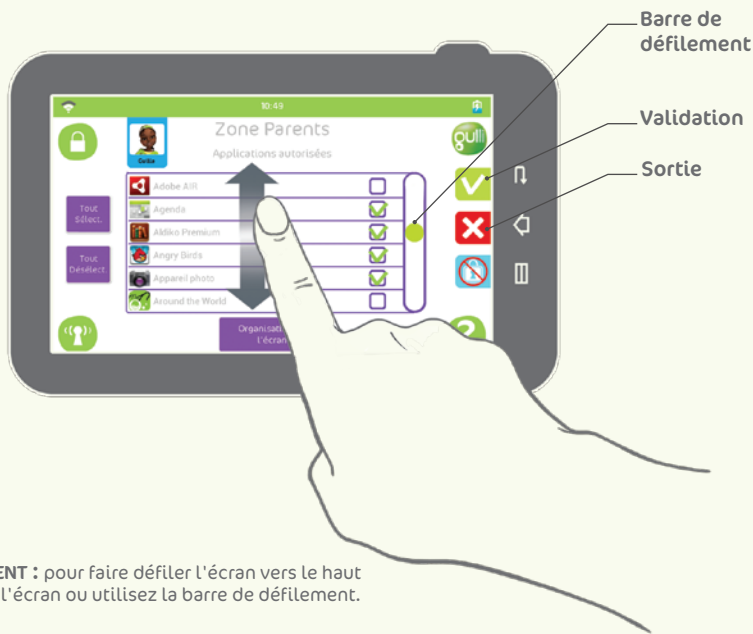 Barre de
défilement
Validation
Sortie
10:49
Zone Parents
Gullia
gulli
Applications autorisées
Adobe AIR
Tout
Sélect.
Agenda
Aldiko Premium
Tout
Désélect.
Angry Birds
Appareil photo
Around the World
l'écran
?
ENT : pour faire défiler l'écran vers le haut
l'écran ou utilisez la barre de défilement.